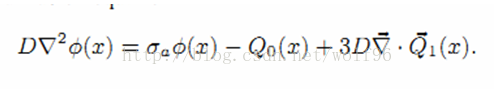 D∇²φ(x) = σₐφ(x) − Q₀(x) + 3D∇⃗ · Q⃗₁(x).